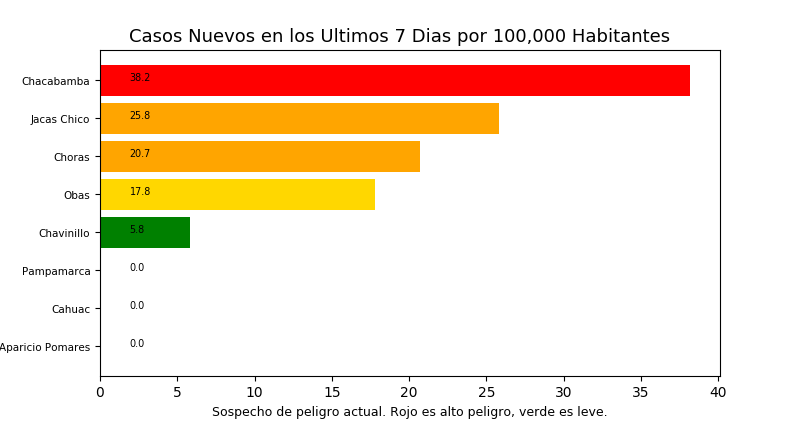 Casos Nuevos en los Ultimos 7 Dias por 100,000 Habitantes
Chacabamba 38.2
Jacas Chico 25.8
Choras 20.7
Obas 17.8
Chavinillo 5.8
Pampamarca 0.0
Cahuac 0.0
Aparicio Pomares 0.0
0 5 10 15 20 25 30 35 40
Sospecho de peligro actual. Rojo es alto peligro, verde es leve.